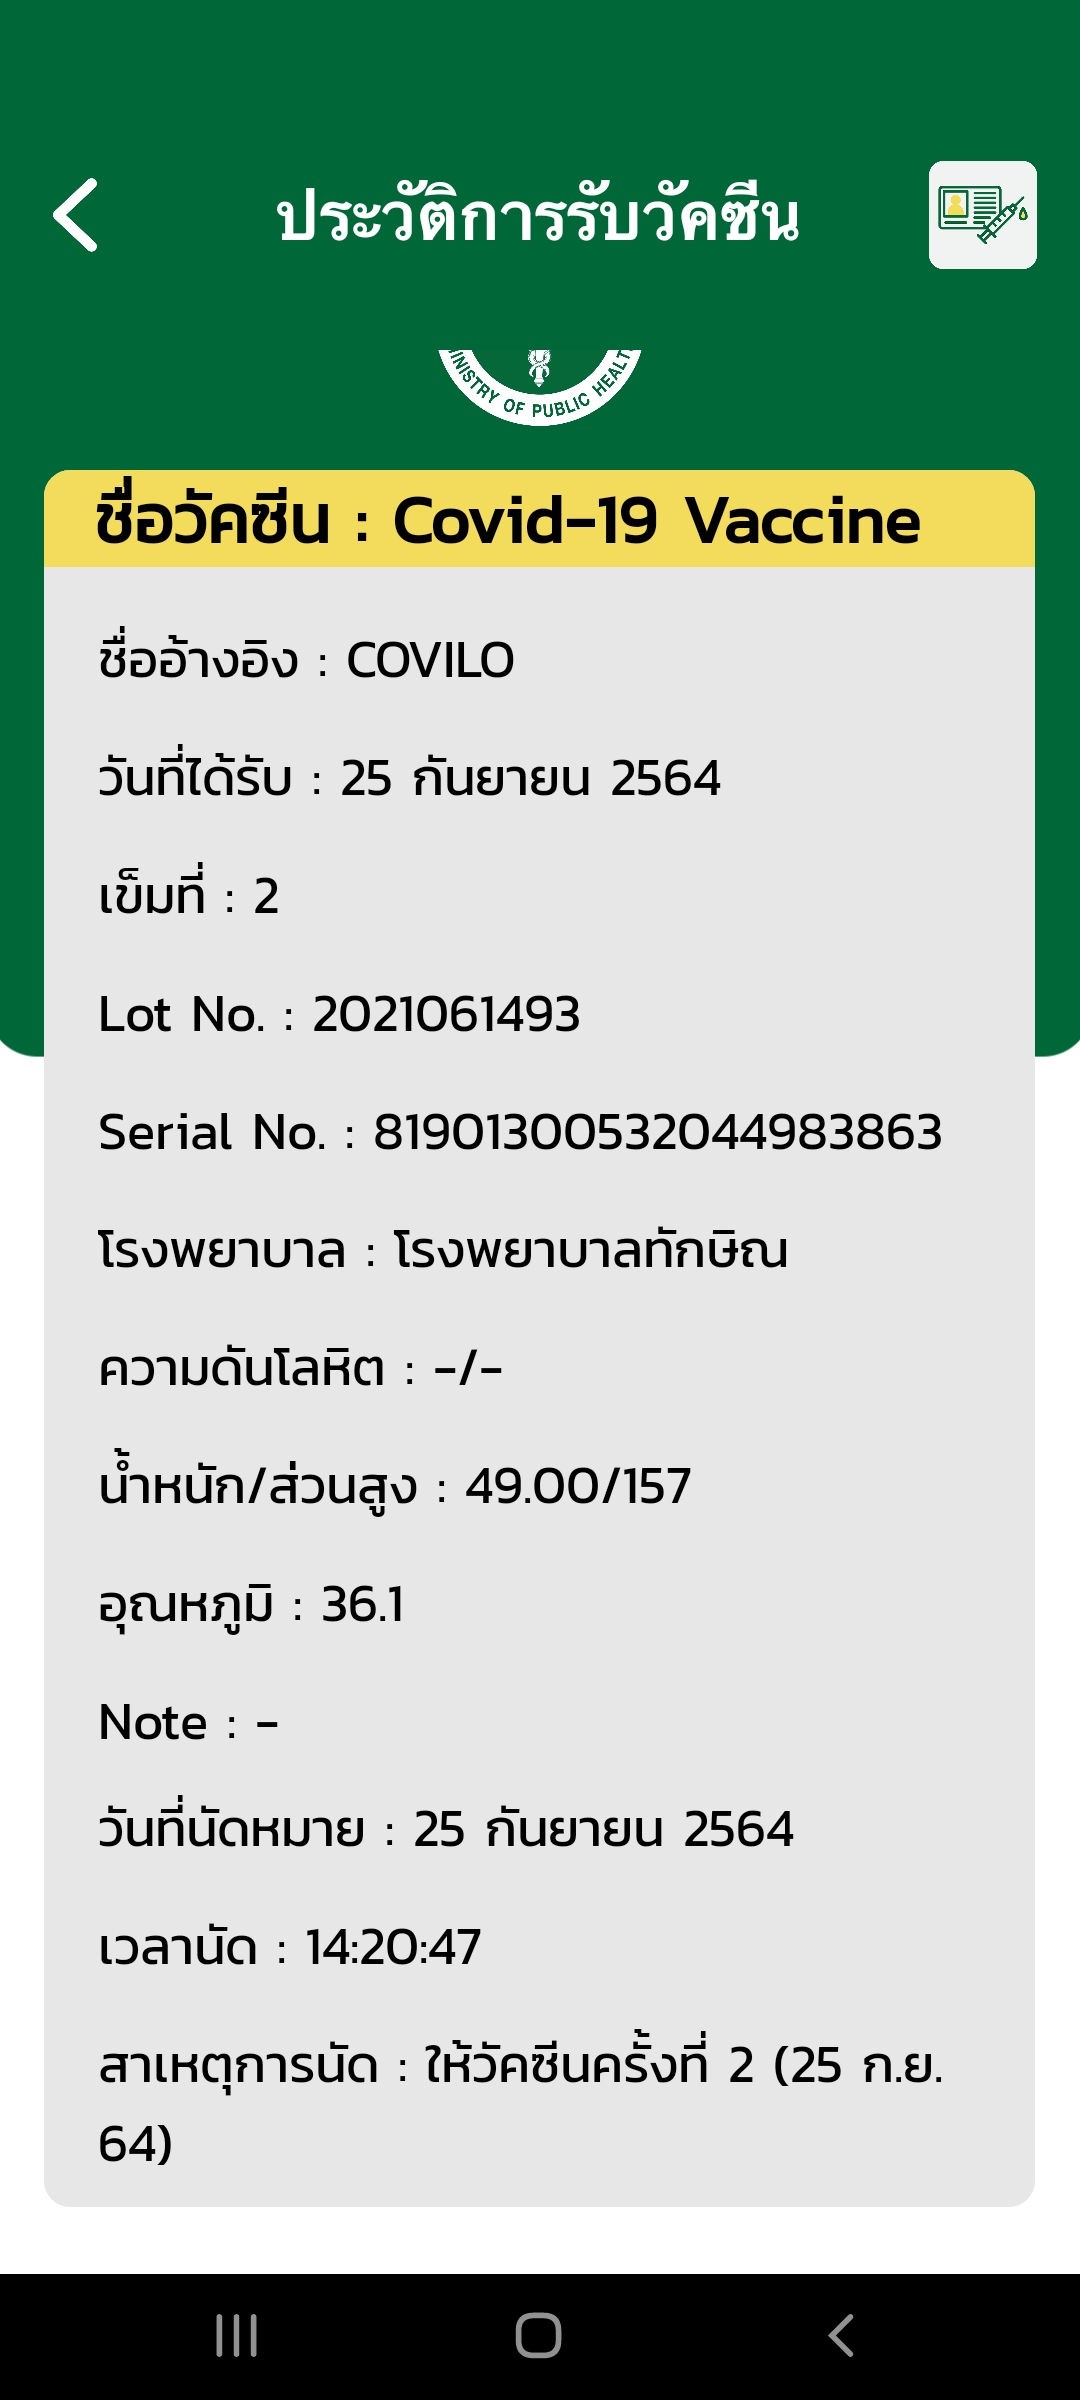 ประวัติการรับวัคซีน
MINISTRY OF PUBLIC HEALT
ชื่อวัคซีน : Covid-19 Vaccine
ชื่ออ้างอิง : COVILO
วันที่ได้รับ : 25 กันยายน 2564
เข็มที่ : 2
Lot No. : 2021061493
Serial No. : 81901300532044983863
โรงพยาบาล : โรงพยาบาลทักษิณ
ความดันโลหิต : -/-
น้ำหนัก/ส่วนสูง : 49.00/157
อุณหภูมิ : 36.1
Note : -
วันที่นัดหมาย : 25 กันยายน 2564
เวลานัด : 14:20:47
สาเหตุการนัด : ให้วัคซีนครั้งที่ 2 (25 ก.ย.
64)